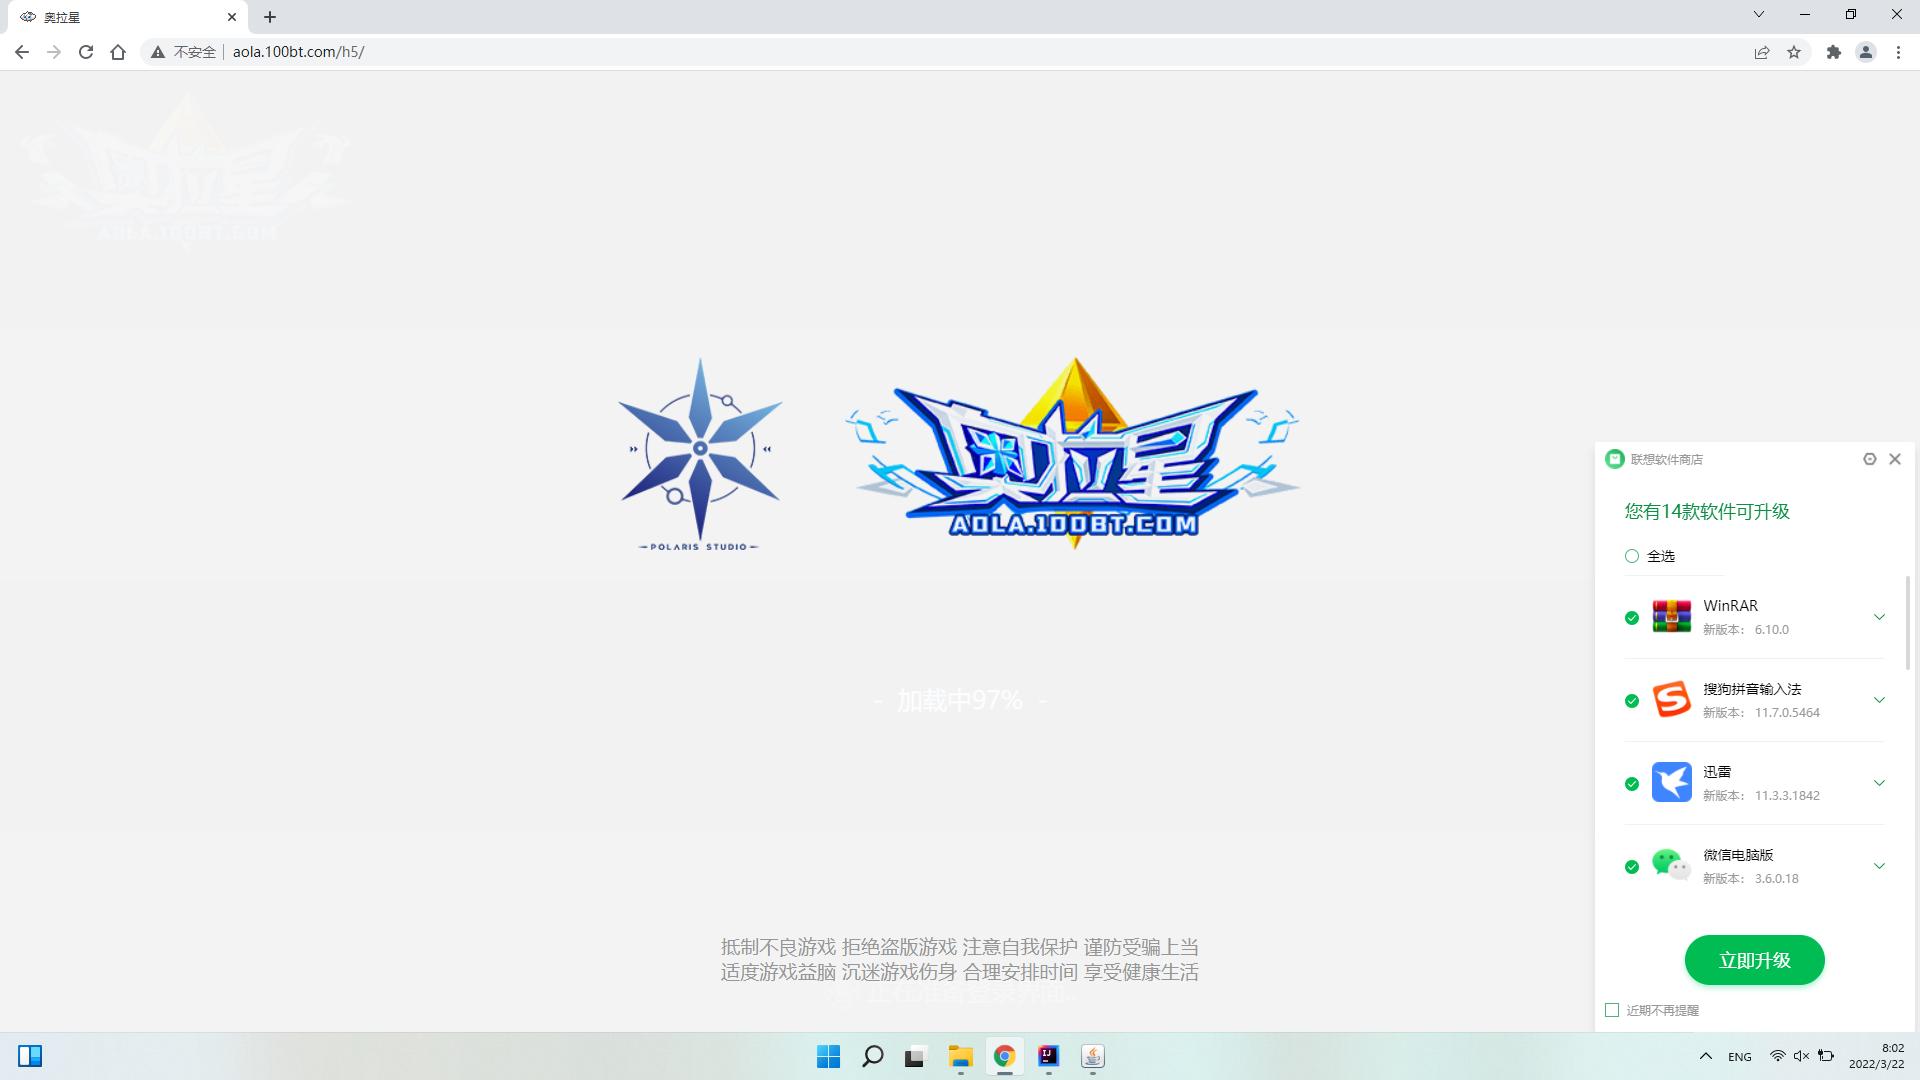 奥拉星
不安全
aola.100bt.com/h5/
AOLA.100BT.COM
奥拉星
AOLA.100BT.COM
POLARIS STUDIO
联想软件商店
您有14款软件可升级
全选
WinRAR
新版本: 6.10.0
搜狗拼音输入法
新版本: 11.7.0.5464
- 加载中97% -
迅雷
新版本: 11.3.3.1842
微信电脑版
新版本: 3.6.0.18
抵制不良游戏 拒绝盗版游戏 注意自我保护 谨防受骗上当
适度游戏益脑 沉迷游戏伤身 合理安排时间 享受健康生活
立即升级
近期不再提醒
ENG
8:02
2022/3/22